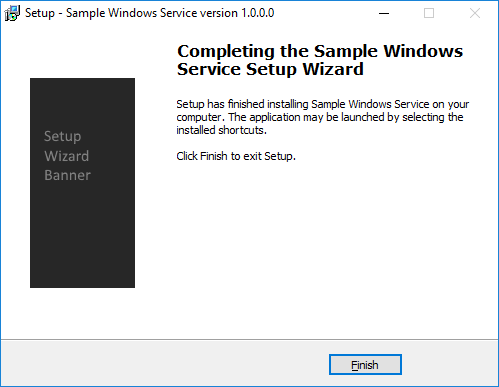 Setup - Sample Windows Service version 1.0.0.0
Completing the Sample Windows
Service Setup Wizard
Setup
Wizard
Banner
Setup has finished installing Sample Windows Service on your
computer. The application may be launched by selecting the
installed shortcuts.
Click Finish to exit Setup.
Finish